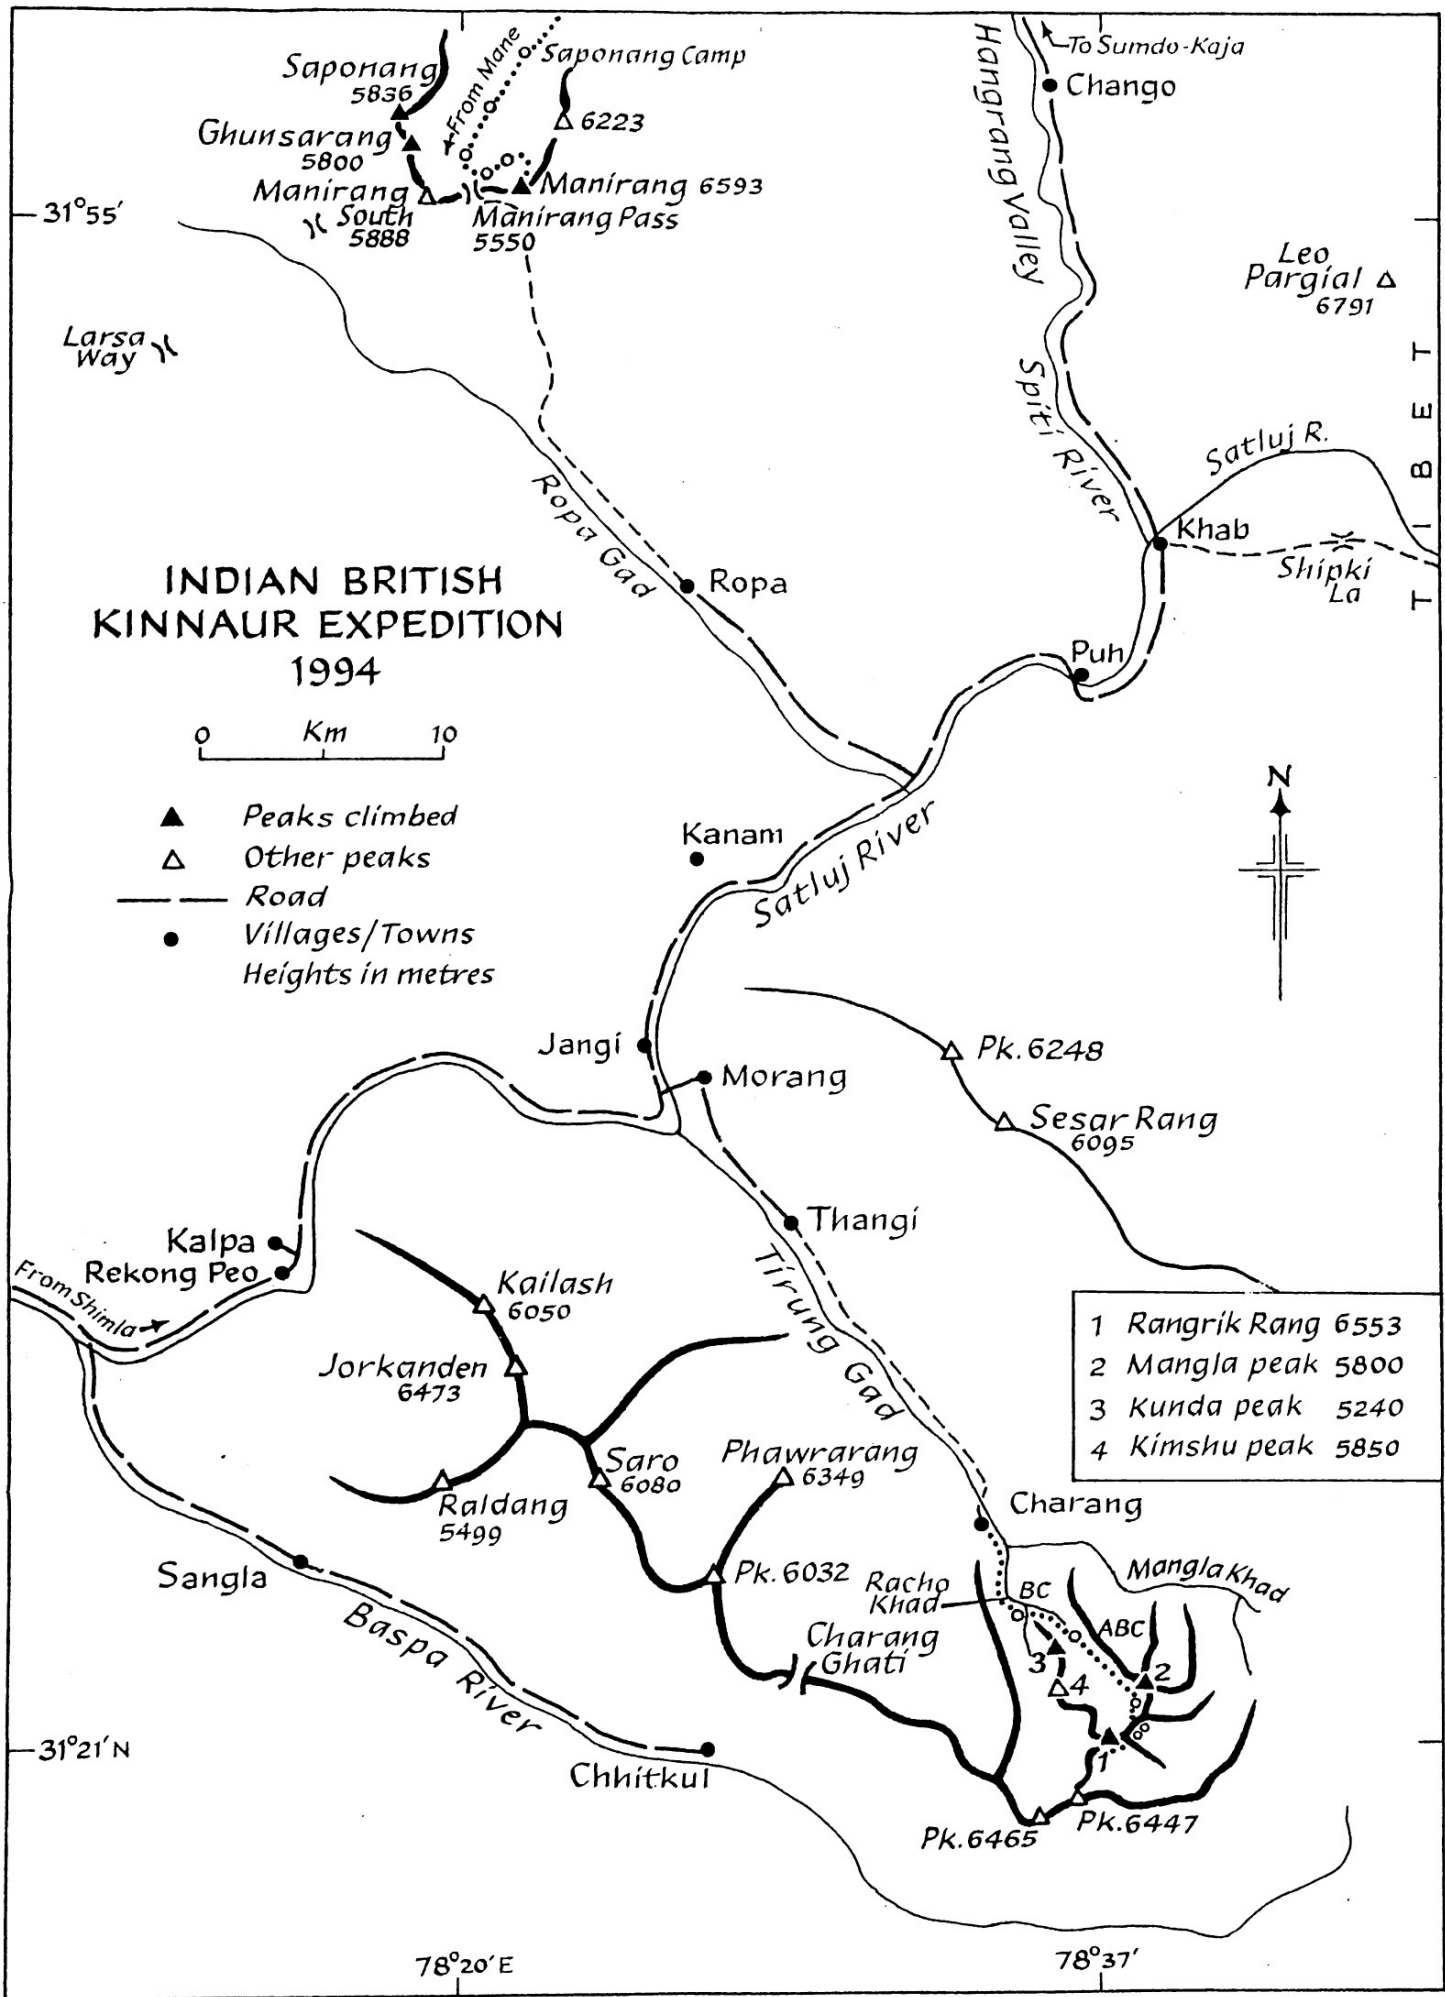 To Sumdo-Kaja
Chango
Hangrang Valley
Saponang
5836
From Mane
Saponang Camp
6223
Ghunsarang
5800
Manirang
South
5888
Manirang 6593
Manirang Pass
5550
31°55'
Leo
Pargial
6791
Larsa
Way
TIBET
Spiti River
Satluj R.
Khab
Shipki
La
Ropa Gad
Ropa
INDIAN BRITISH
KINNAUR EXPEDITION
1994
Puh
0 Km 10
N
Peaks climbed
Other peaks
Road
Villages/Towns
Heights in metres
Kanam
Satluj River
Jangi
Morang
Pk.6248
Sesar Rang
6095
Thangi
Kalpa
Rekong Peo
From Shimla
Tirung Gad
Kailash
6050
Jorkanden
6473
1 Rangrik Rang 6553
2 Mangla peak 5800
3 Kunda peak 5240
4 Kimshu peak 5850
Saro
6080
Phawrarang
6349
Raldang
5499
Charang
Sangla
Pk.6032
Racho
Khad
BC
Mangla Khad
ABC
Baspa River
Charang
Ghati
3
4
2
1
31°21'N
Chhitkul
Pk.6465
Pk.6447
78°20'E
78°37'